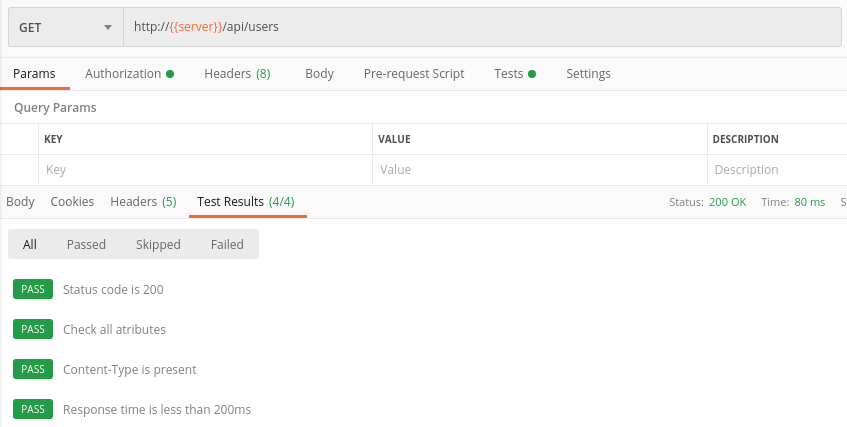 GET http://{{server}}/api/users
Params Authorization Headers (8) Body Pre-request Script Tests Settings
Query Params
KEY VALUE DESCRIPTION
Key Value Description
Body Cookies Headers (5) Test Results (4/4) Status: 200 OK Time: 80 ms S
All Passed Skipped Failed
PASS Status code is 200
PASS Check all atributes
PASS Content-Type is present
PASS Response time is less than 200ms